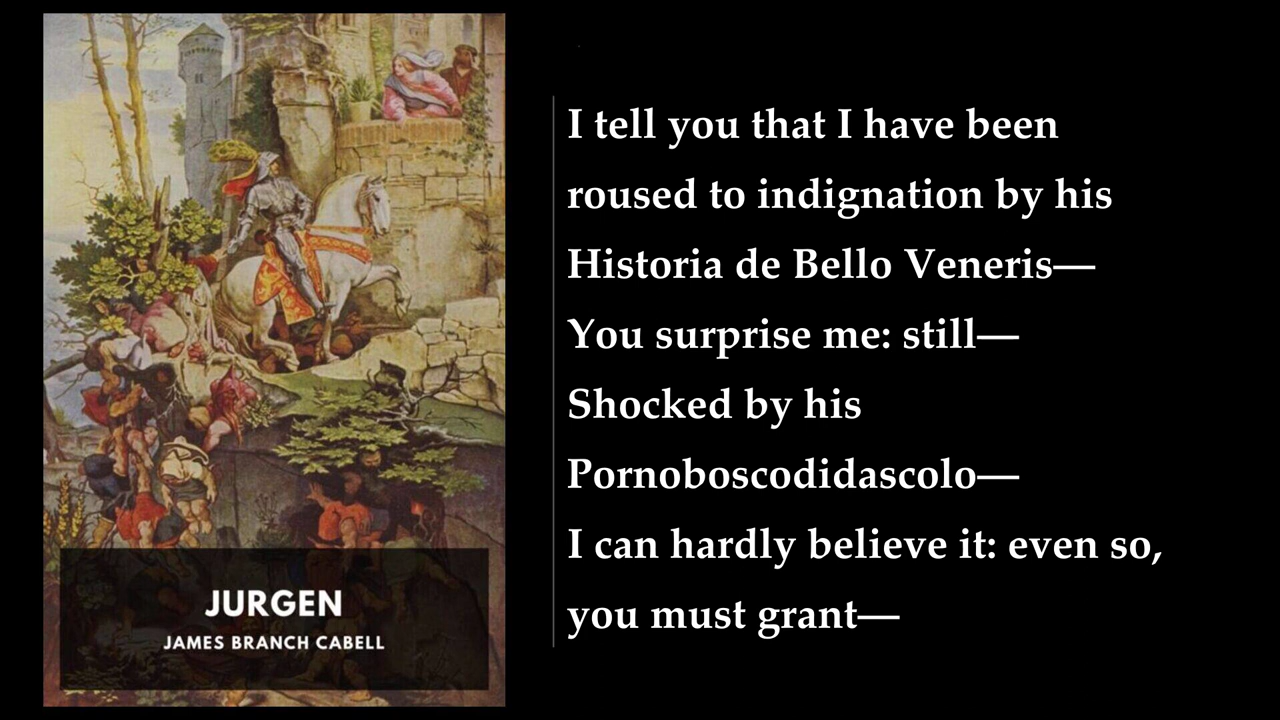 JURGEN
JAMES BRANCH CABELL
I tell you that I have been
roused to indignation by his
Historia de Bello Veneris—
You surprise me: still—
Shocked by his
Pornoboscodidascolo—
I can hardly believe it: even so,
you must grant—